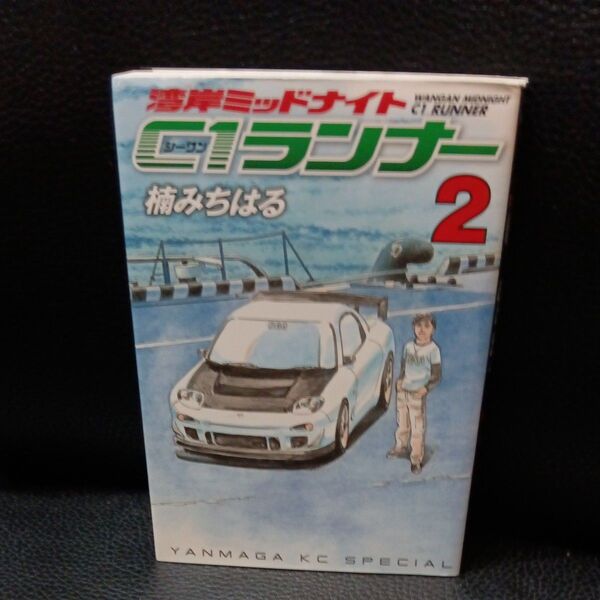 湾岸ミッドナイト
WANGAN MIDNIGHT
C1 RUNNER
C1ランナー
シーワン
楠みちはる
2
YANMAGA KC SPECIAL